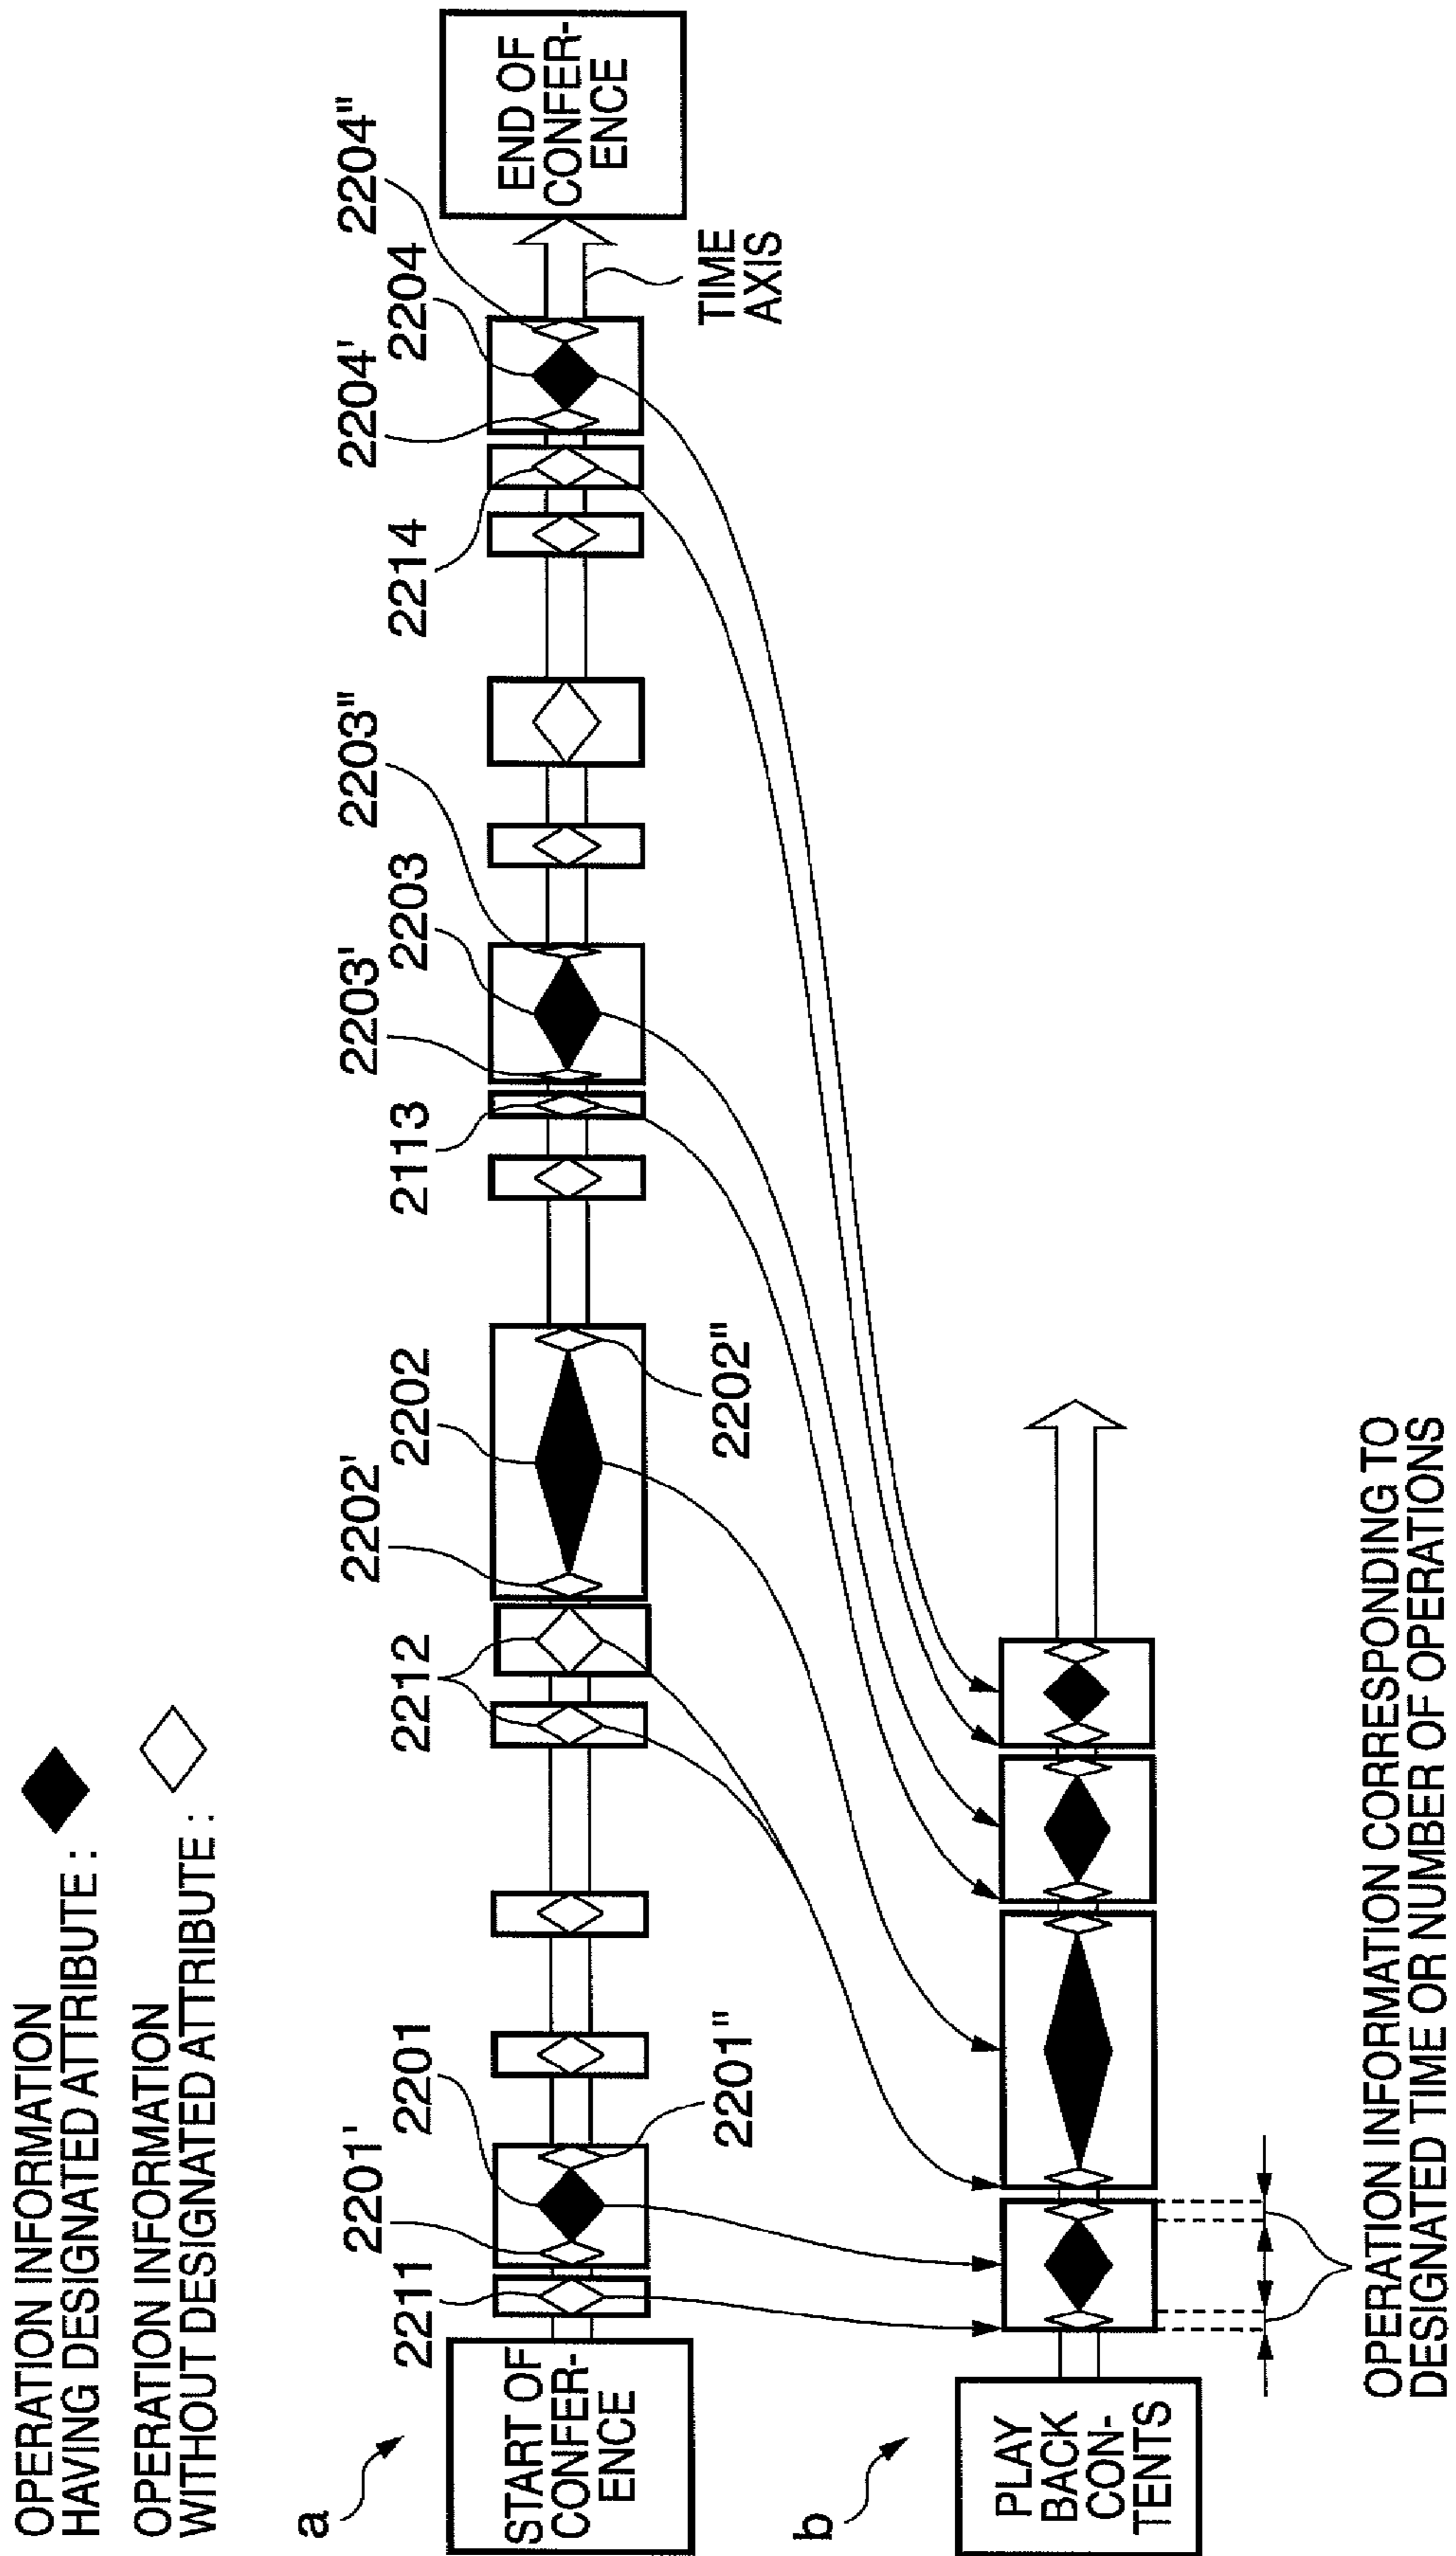 OPERATION INFORMATION
HAVING DESIGNATED ATTRIBUTE :
OPERATION INFORMATION
WITHOUT DESIGNATED ATTRIBUTE :
a
START OF
CONFER-
ENCE
2211
2201'
2201
2201"
2212
2202'
2202
2202"
2113
2203'
2203
2203"
2214
2204'
2204
2204"
TIME
AXIS
END OF
CONFER-
ENCE
b
PLAY
BACK
CON-
TENTS
OPERATION INFORMATION CORRESPONDING TO
DESIGNATED TIME OR NUMBER OF OPERATIONS